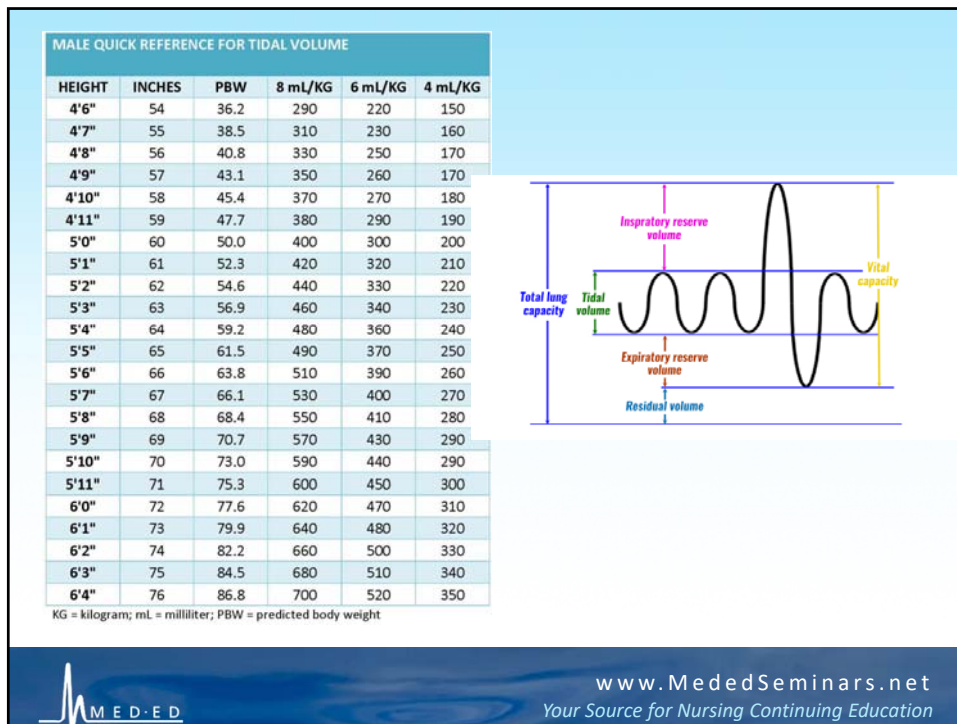 MALE QUICK REFERENCE FOR TIDAL VOLUME
HEIGHT INCHES PBW 8 mL/KG 6 mL/KG 4 mL/KG
4'6" 54 36.2 290 220 150
4'7" 55 38.5 310 230 160
4'8" 56 40.8 330 250 170
4'9" 57 43.1 350 260 170
4'10" 58 45.4 370 270 180
4'11" 59 47.7 380 290 190
5'0" 60 50.0 400 300 200
5'1" 61 52.3 420 320 210
5'2" 62 54.6 440 330 220
5'3" 63 56.9 460 340 230
5'4" 64 59.2 480 360 240
5'5" 65 61.5 490 370 250
5'6" 66 63.8 510 390 260
5'7" 67 66.1 530 400 270
5'8" 68 68.4 550 410 280
5'9" 69 70.7 570 430 290
5'10" 70 73.0 590 440 290
5'11" 71 75.3 600 450 300
6'0" 72 77.6 620 470 310
6'1" 73 79.9 640 480 320
6'2" 74 82.2 660 500 330
6'3" 75 84.5 680 510 340
6'4" 76 86.8 700 520 350
KG = kilogram; mL = milliliter; PBW = predicted body weight
Inspratory reserve
volume
Total lung
capacity
Tidal
volume
Vital
capacity
Expiratory reserve
volume
Residual volume
MED·ED
www.MededSeminars.net
Your Source for Nursing Continuing Education